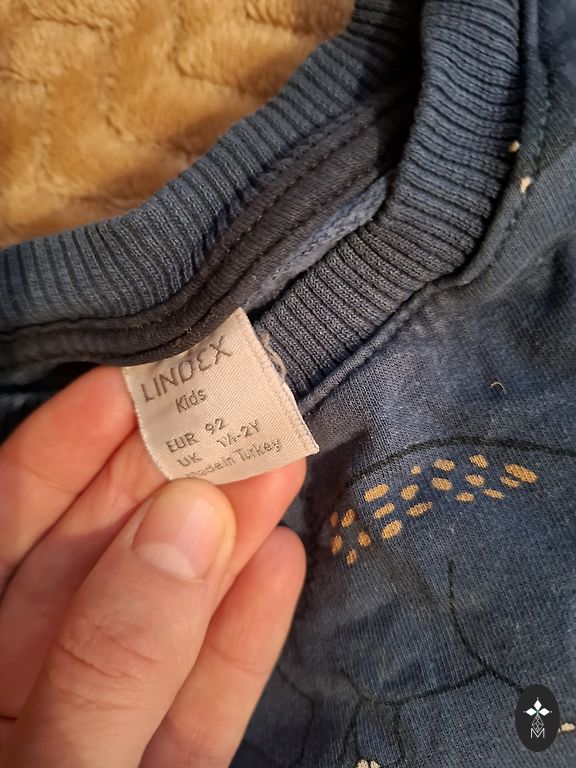 LINDEX
Kids
EUR 92
UK 1½-2Y
Made in Turkey
M